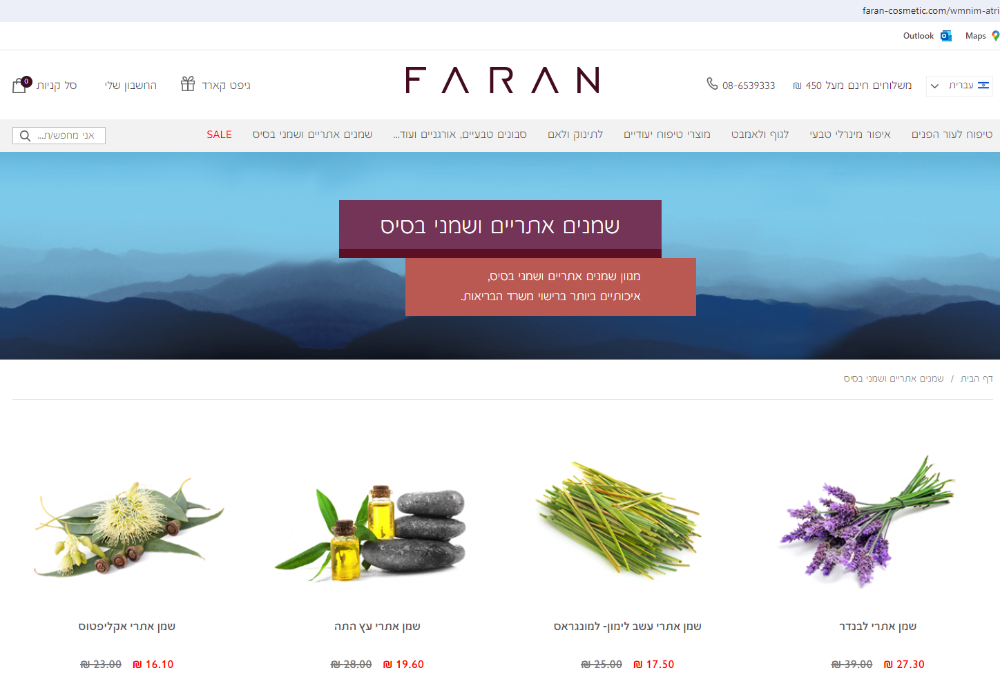 faran-cosmetic.com/wmnim-atri
Maps
Outlook
עברית
משלוחים חינם מעל 450 ₪
08-6539333
FARAN
גיפט קארד
החשבון שלי
סל קניות
0
טיפוח לעור הפנים
איפור מינרלי טבעי
לגוף ולאמבט
מוצרי טיפוח יעודיים
לתינוק ולאם
סבונים טבעיים, אורגניים ועוד...
שמנים אתריים ושמני בסיס
SALE
אני מחפש/ת...
שמנים אתריים ושמני בסיס
מגוון שמנים אתריים ושמני בסיס,
איכותיים ביותר ברישוי משרד הבריאות.
דף הבית / שמנים אתריים ושמני בסיס
שמן אתרי לבנדר
27.30 ₪ 39.00 ₪
שמן אתרי עשב לימון- למונגראס
17.50 ₪ 25.00 ₪
שמן אתרי עץ התה
19.60 ₪ 28.00 ₪
שמן אתרי אקליפטוס
16.10 ₪ 23.00 ₪